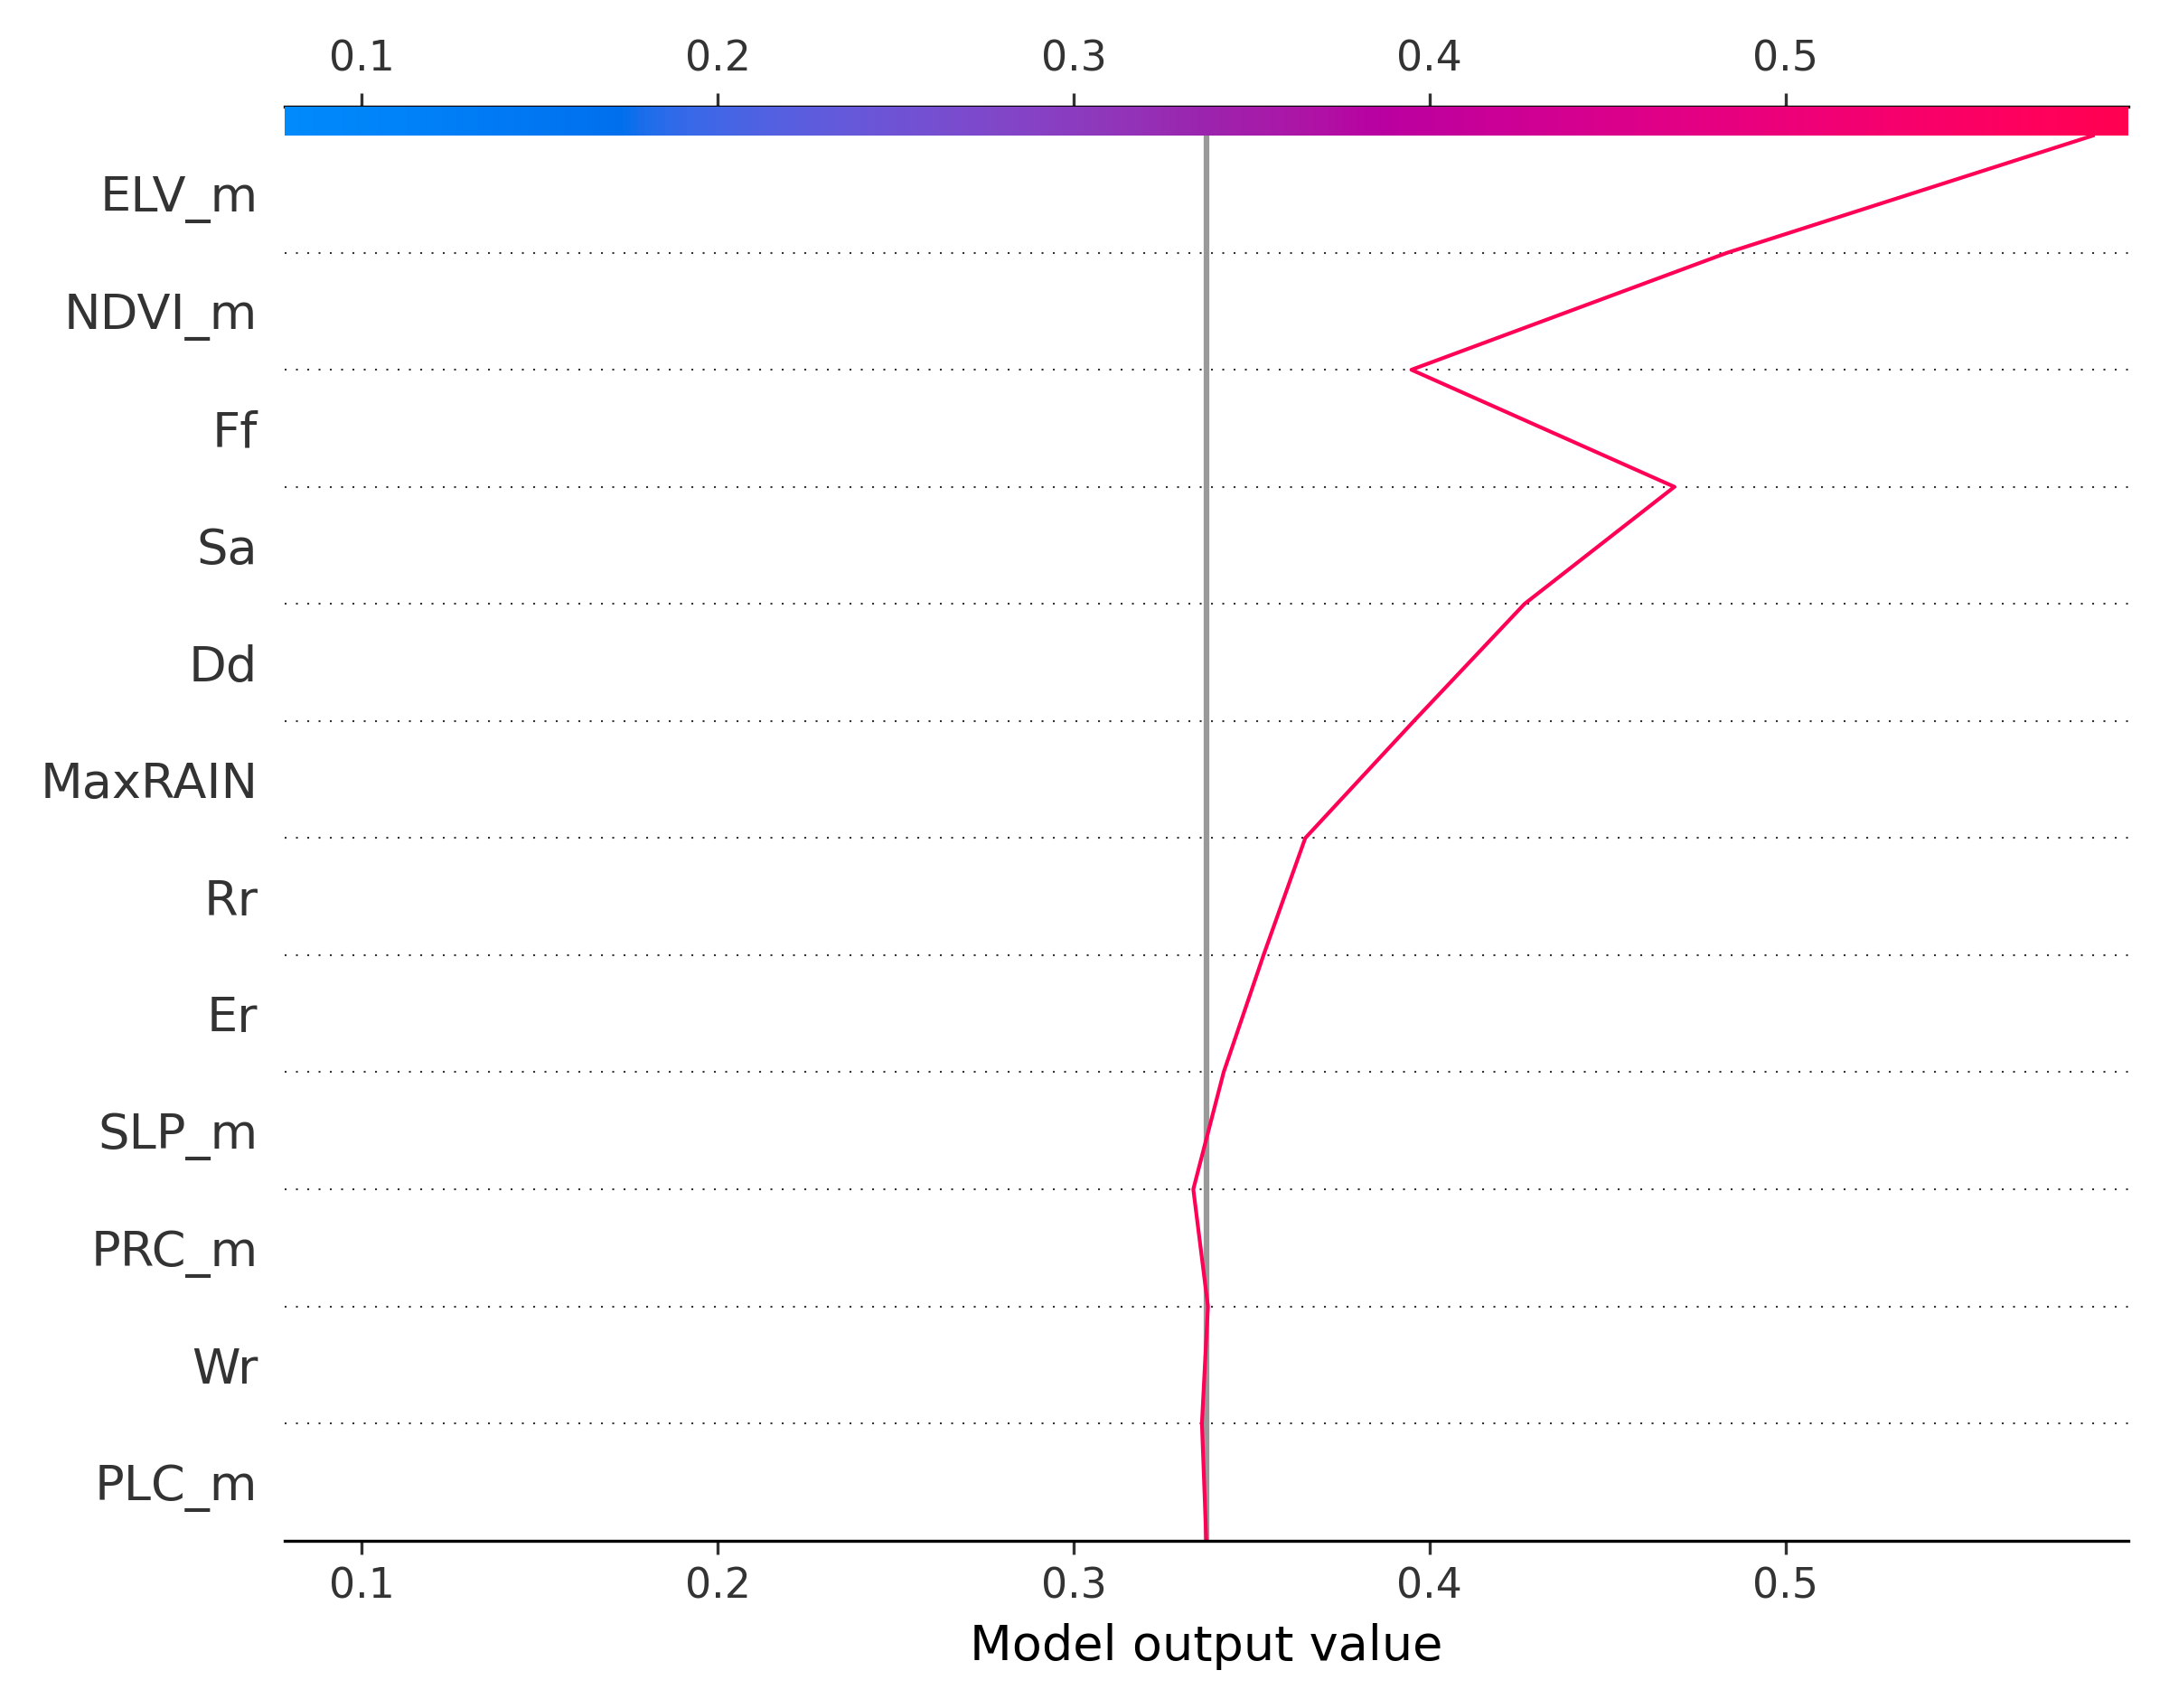 0.1 0.2 0.3 0.4 0.5
ELV_m
NDVI_m
Ff
Sa
Dd
MaxRAIN
Rr
Er
SLP_m
PRC_m
Wr
PLC_m
0.1 0.2 0.3 0.4 0.5
Model output value